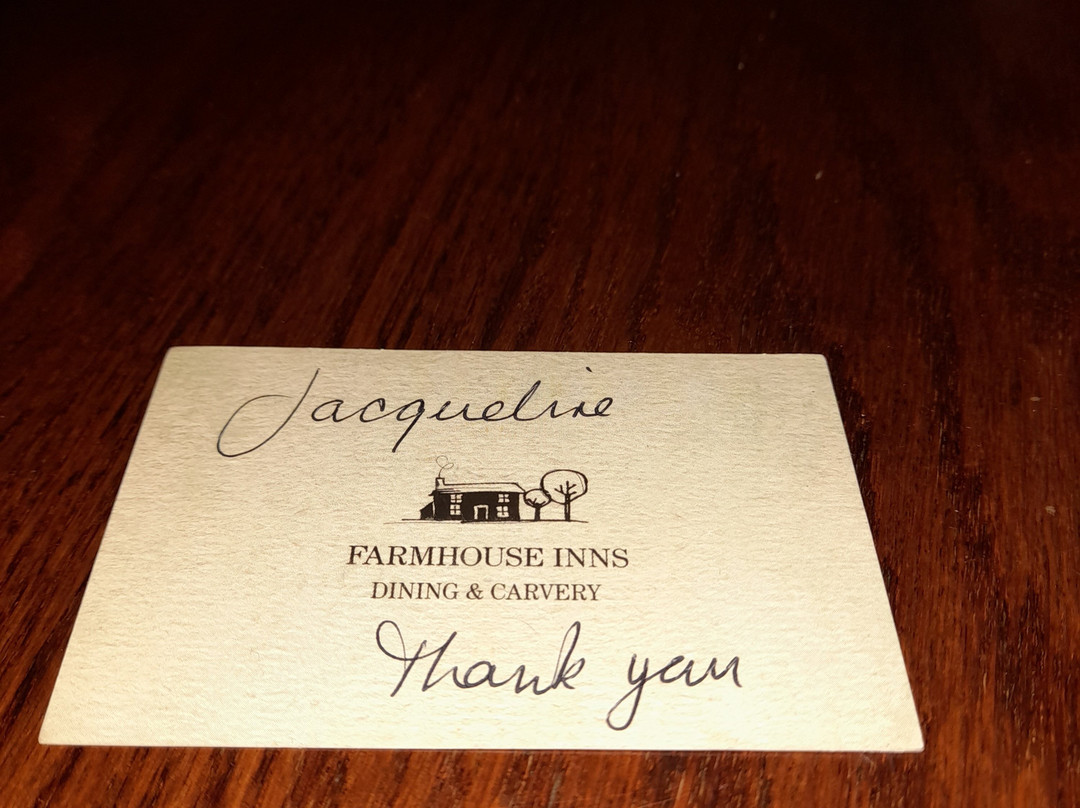 Jacqueline
FARMHOUSE INNS
DINING & CARVERY
Thank you